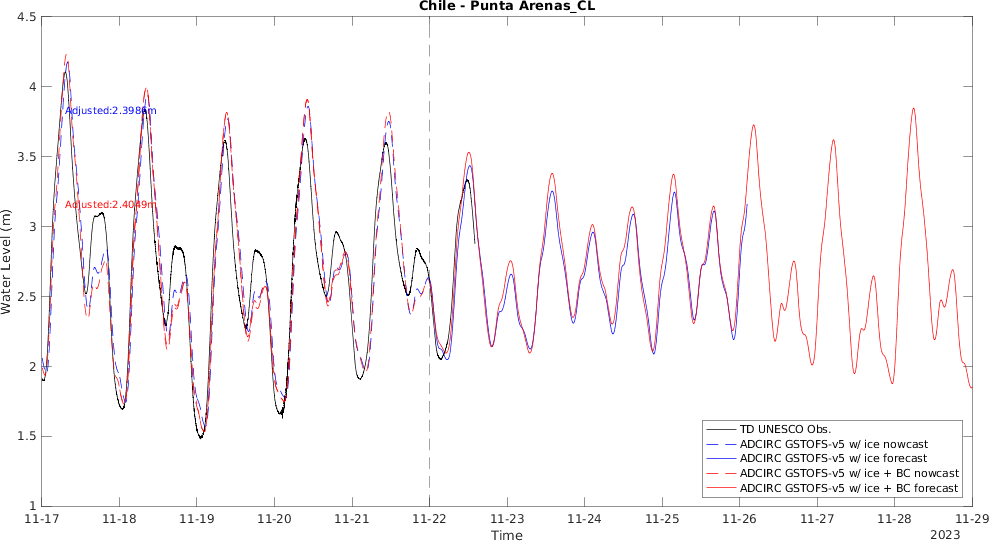 Chile - Punta Arenas_CL
4.5
4
3.5
3
2.5
2
1.5
1
Water Level (m)
Adjusted:2.3986m
Adjusted:2.4049m
TD UNESCO Obs.
ADCIRC GSTOFS-v5 w/ ice nowcast
ADCIRC GSTOFS-v5 w/ ice forecast
ADCIRC GSTOFS-v5 w/ ice + BC nowcast
ADCIRC GSTOFS-v5 w/ ice + BC forecast
11-17 11-18 11-19 11-20 11-21 11-22 11-23 11-24 11-25 11-26 11-27 11-28 11-29
Time
2023